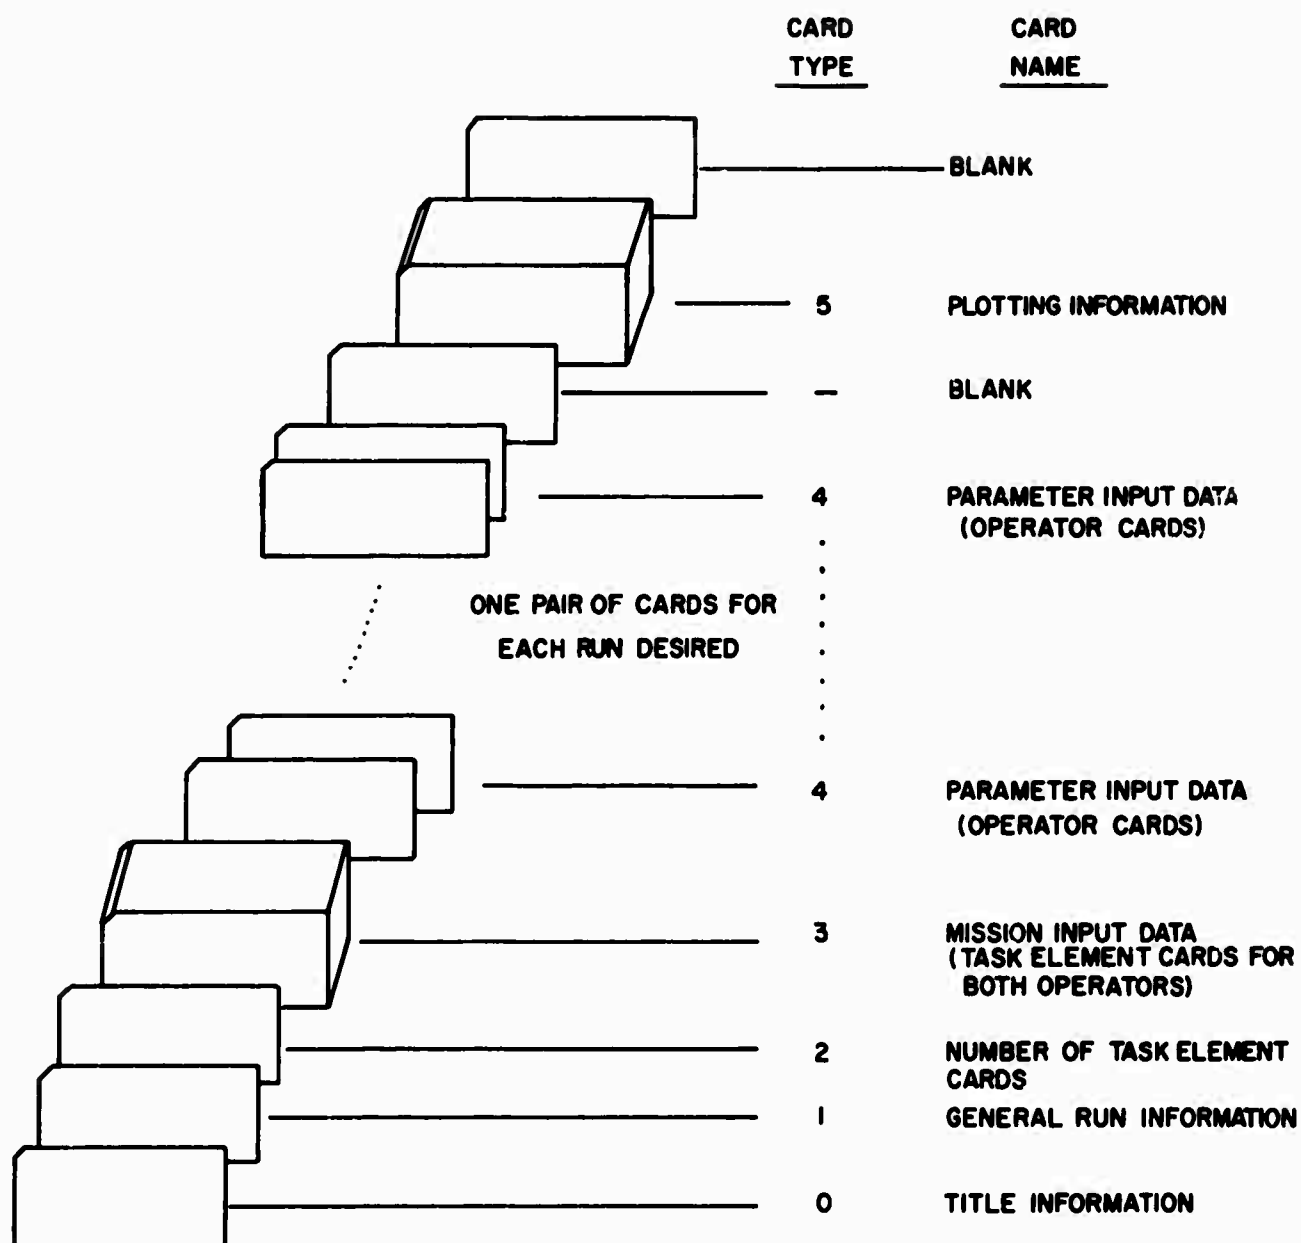 CARD TYPE
CARD NAME
BLANK
5 PLOTTING INFORMATION
— BLANK
4 PARAMETER INPUT DATA
(OPERATOR CARDS)
ONE PAIR OF CARDS FOR
EACH RUN DESIRED
4 PARAMETER INPUT DATA
(OPERATOR CARDS)
3 MISSION INPUT DATA
(TASK ELEMENT CARDS FOR
BOTH OPERATORS)
2 NUMBER OF TASK ELEMENT
CARDS
1 GENERAL RUN INFORMATION
0 TITLE INFORMATION